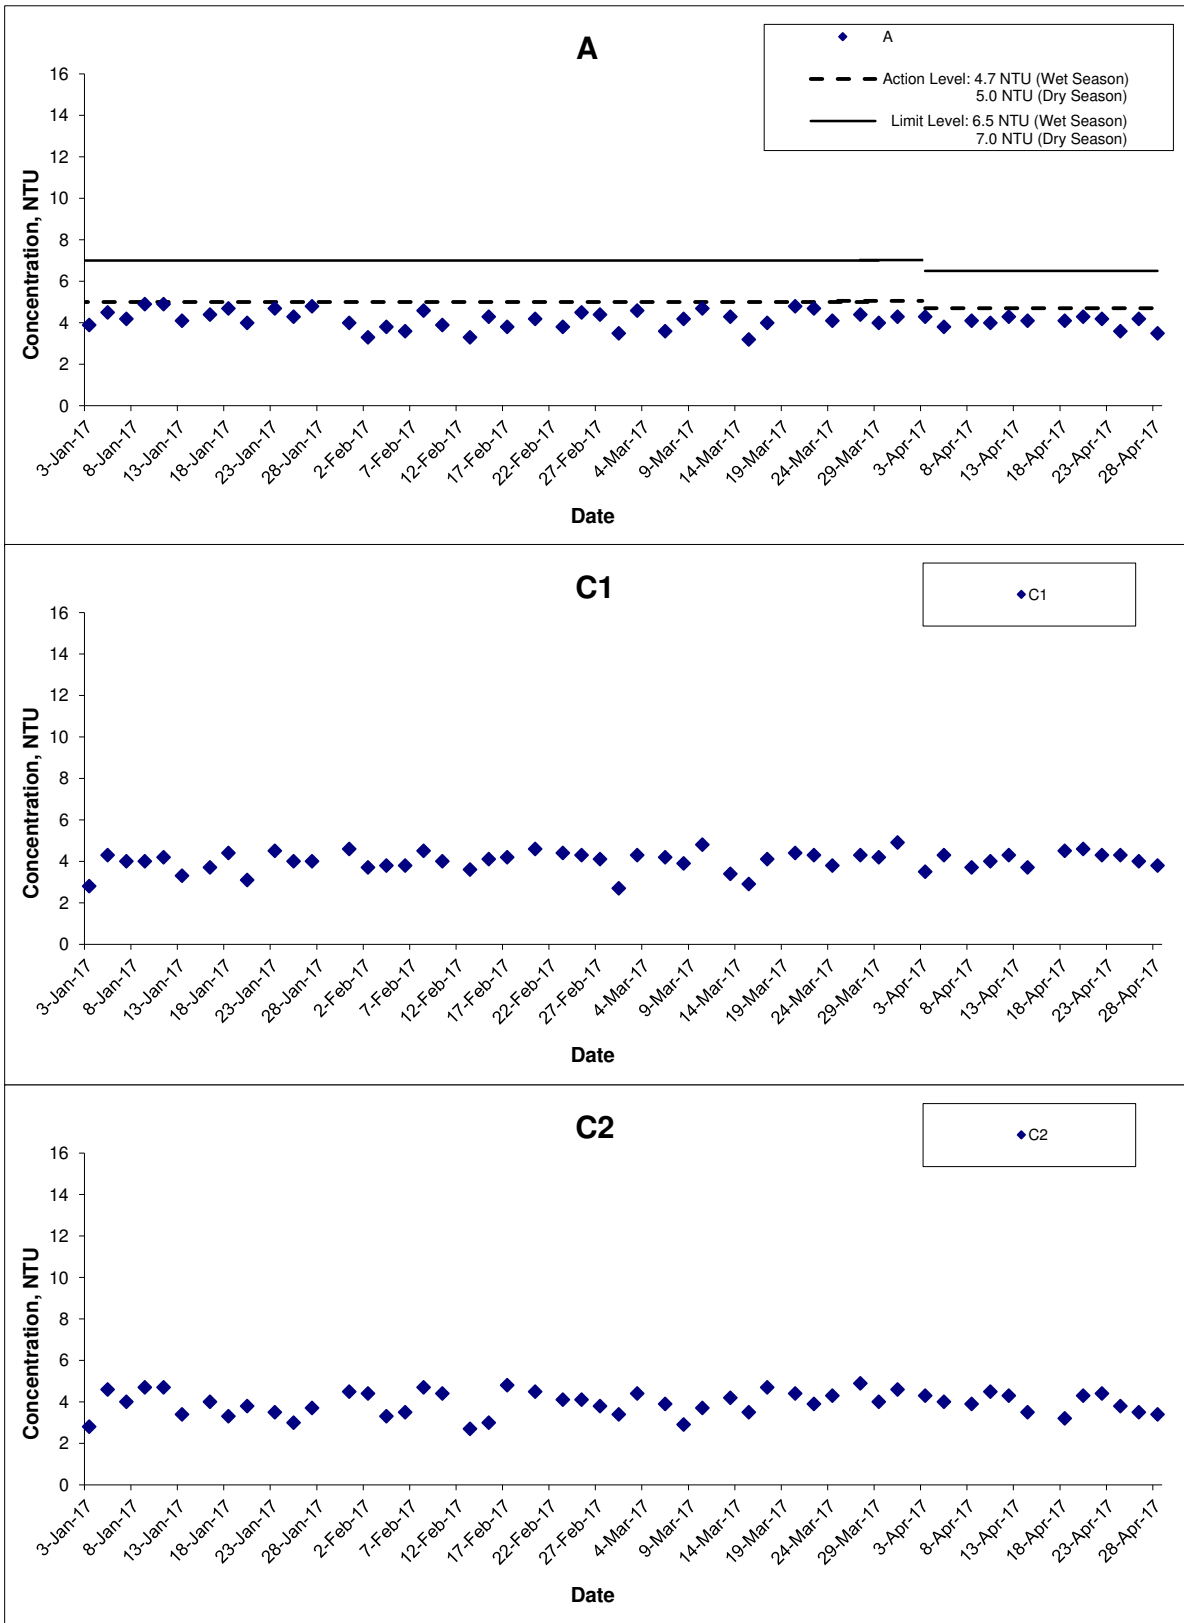 A
A
Action Level: 4.7 NTU (Wet Season)
5.0 NTU (Dry Season)
Limit Level: 6.5 NTU (Wet Season)
7.0 NTU (Dry Season)
Concentration, NTU
16
14
12
10
8
6
4
2
0
3-Jan-17
8-Jan-17
13-Jan-17
18-Jan-17
23-Jan-17
28-Jan-17
2-Feb-17
7-Feb-17
12-Feb-17
17-Feb-17
22-Feb-17
27-Feb-17
4-Mar-17
9-Mar-17
14-Mar-17
19-Mar-17
24-Mar-17
29-Mar-17
3-Apr-17
8-Apr-17
13-Apr-17
18-Apr-17
23-Apr-17
28-Apr-17
Date
C1
C1
Concentration, NTU
16
14
12
10
8
6
4
2
0
3-Jan-17
8-Jan-17
13-Jan-17
18-Jan-17
23-Jan-17
28-Jan-17
2-Feb-17
7-Feb-17
12-Feb-17
17-Feb-17
22-Feb-17
27-Feb-17
4-Mar-17
9-Mar-17
14-Mar-17
19-Mar-17
24-Mar-17
29-Mar-17
3-Apr-17
8-Apr-17
13-Apr-17
18-Apr-17
23-Apr-17
28-Apr-17
Date
C2
C2
Concentration, NTU
16
14
12
10
8
6
4
2
0
3-Jan-17
8-Jan-17
13-Jan-17
18-Jan-17
23-Jan-17
28-Jan-17
2-Feb-17
7-Feb-17
12-Feb-17
17-Feb-17
22-Feb-17
27-Feb-17
4-Mar-17
9-Mar-17
14-Mar-17
19-Mar-17
24-Mar-17
29-Mar-17
3-Apr-17
8-Apr-17
13-Apr-17
18-Apr-17
23-Apr-17
28-Apr-17
Date